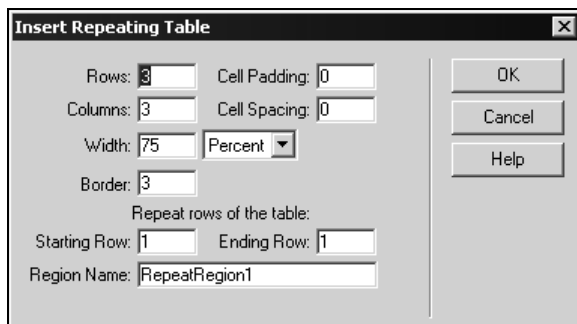 Insert Repeating Table
Rows: 3 Cell Padding: 0 OK
Columns: 3 Cell Spacing: 0 Cancel
Width: 75 Percent Help
Border: 3
Repeat rows of the table:
Starting Row: 1 Ending Row: 1
Region Name: RepeatRegion1